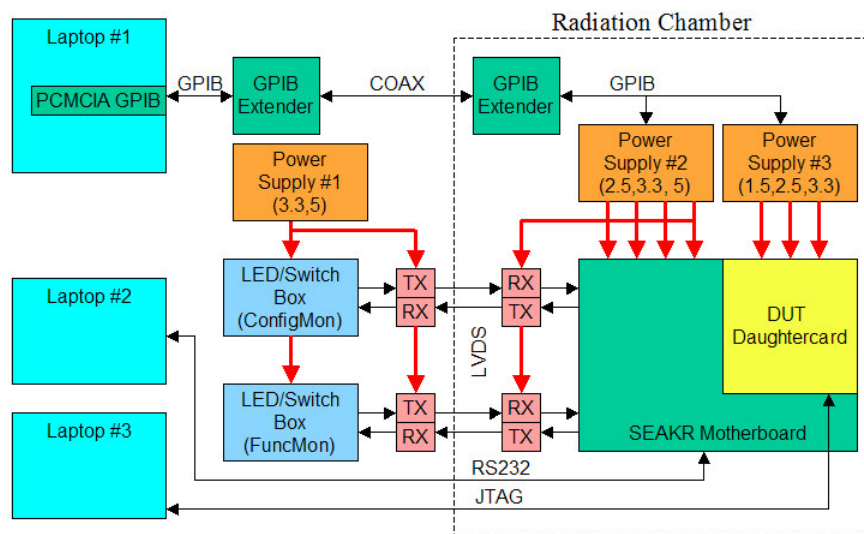 Radiation Chamber
Laptop #1
PCMCIA GPIB
GPIB
GPIB
Extender
COAX
GPIB
Extender
GPIB
Power
Supply #1
(3.3,5)
Power
Supply #2
(2.5,3.3, 5)
Power
Supply #3
(1.5,2.5,3.3)
Laptop #2
LED/Switch
Box
(ConfigMon)
TX
RX
RX
TX
DUT
Daughtercard
LVDS
Laptop #3
LED/Switch
Box
(FuncMon)
TX
RX
RX
TX
SEAKR Motherboard
RS232
JTAG